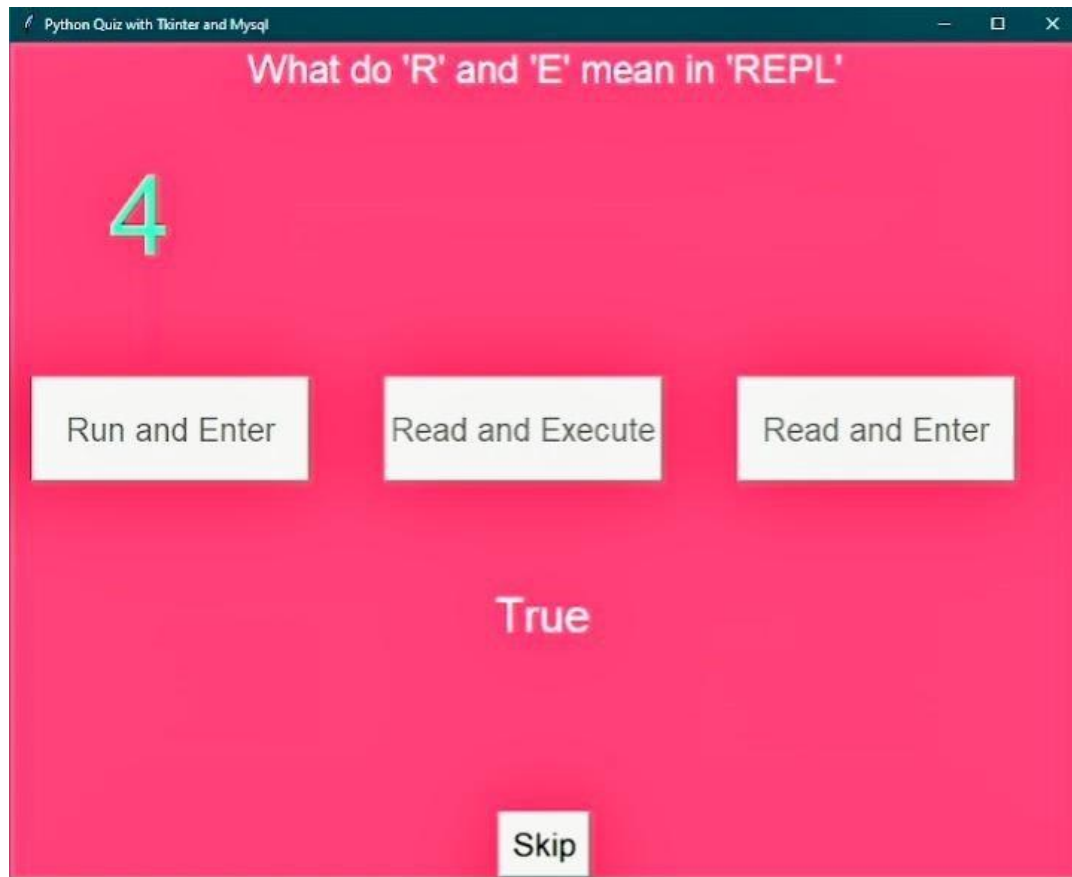 Python Quiz with Tkinter and Mysql
What do 'R' and 'E' mean in 'REPL'
4
Run and Enter
Read and Execute
Read and Enter
True
Skip